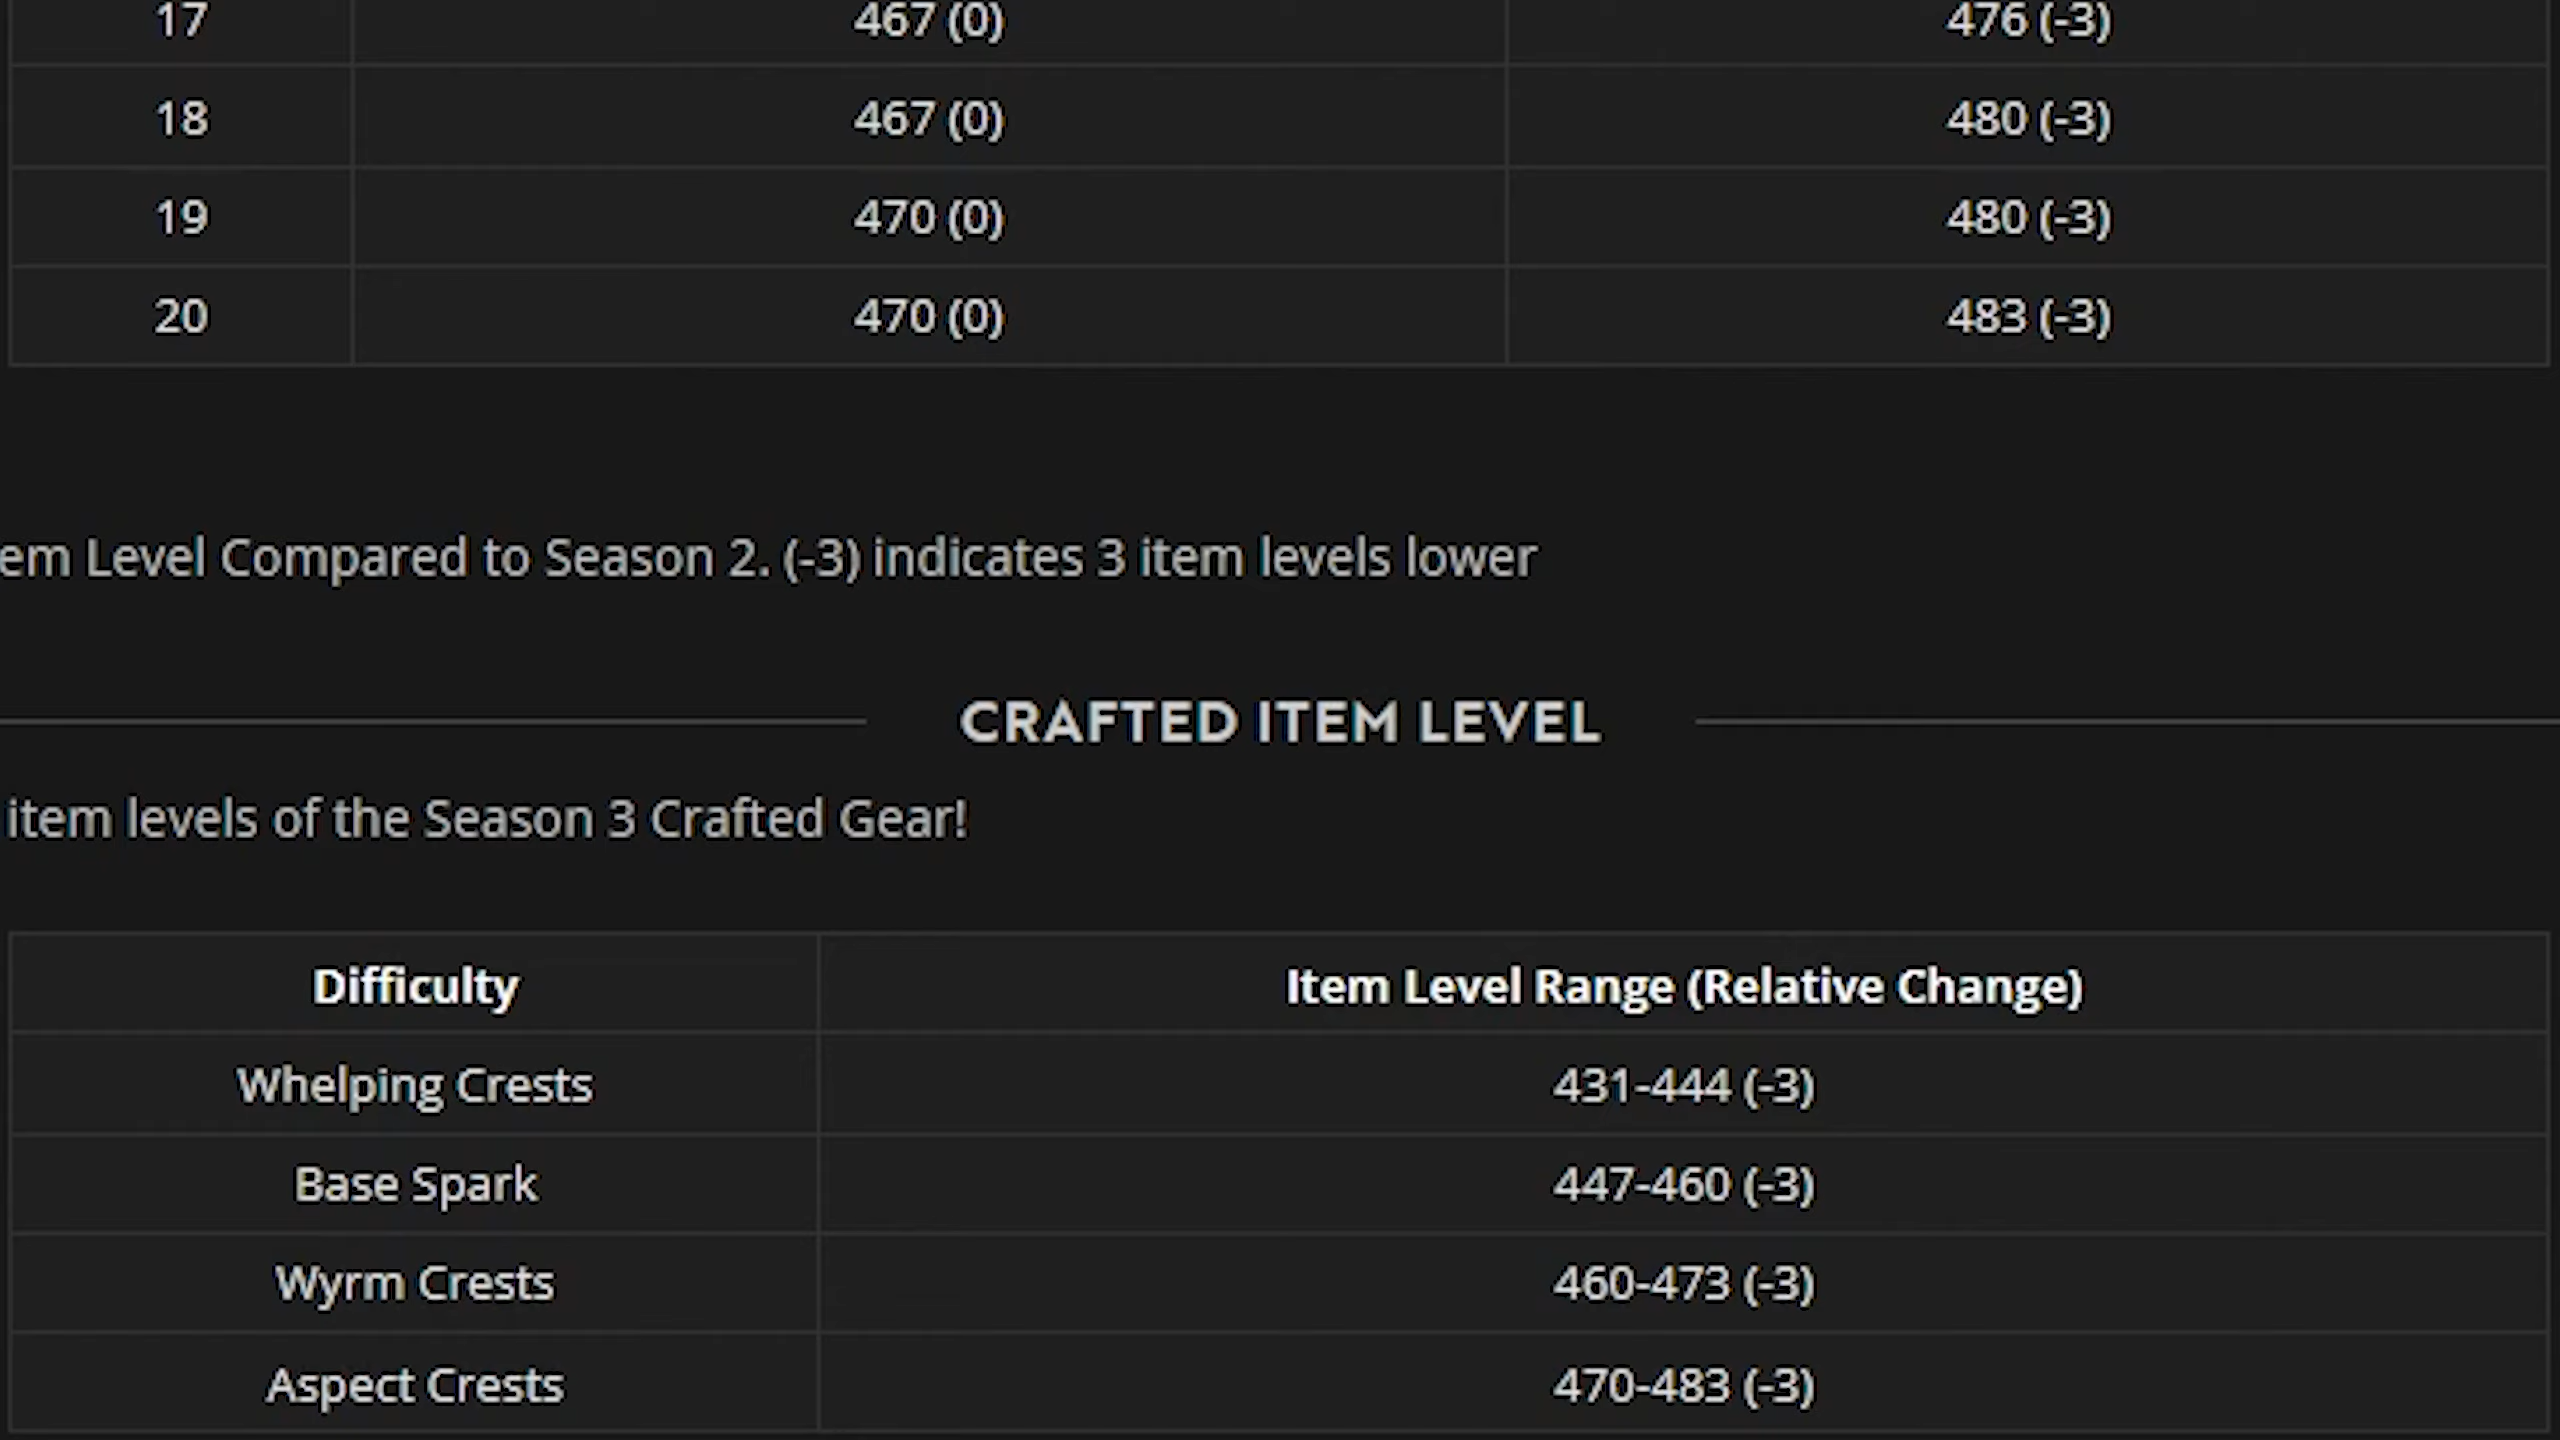 17 467 (0) 476 (-3)
18 467 (0) 480 (-3)
19 470 (0) 480 (-3)
20 470 (0) 483 (-3)
em Level Compared to Season 2. (-3) indicates 3 item levels lower
CRAFTED ITEM LEVEL
item levels of the Season 3 Crafted Gear!
Difficulty Item Level Range (Relative Change)
Whelping Crests 431-444 (-3)
Base Spark 447-460 (-3)
Wyrm Crests 460-473 (-3)
Aspect Crests 470-483 (-3)